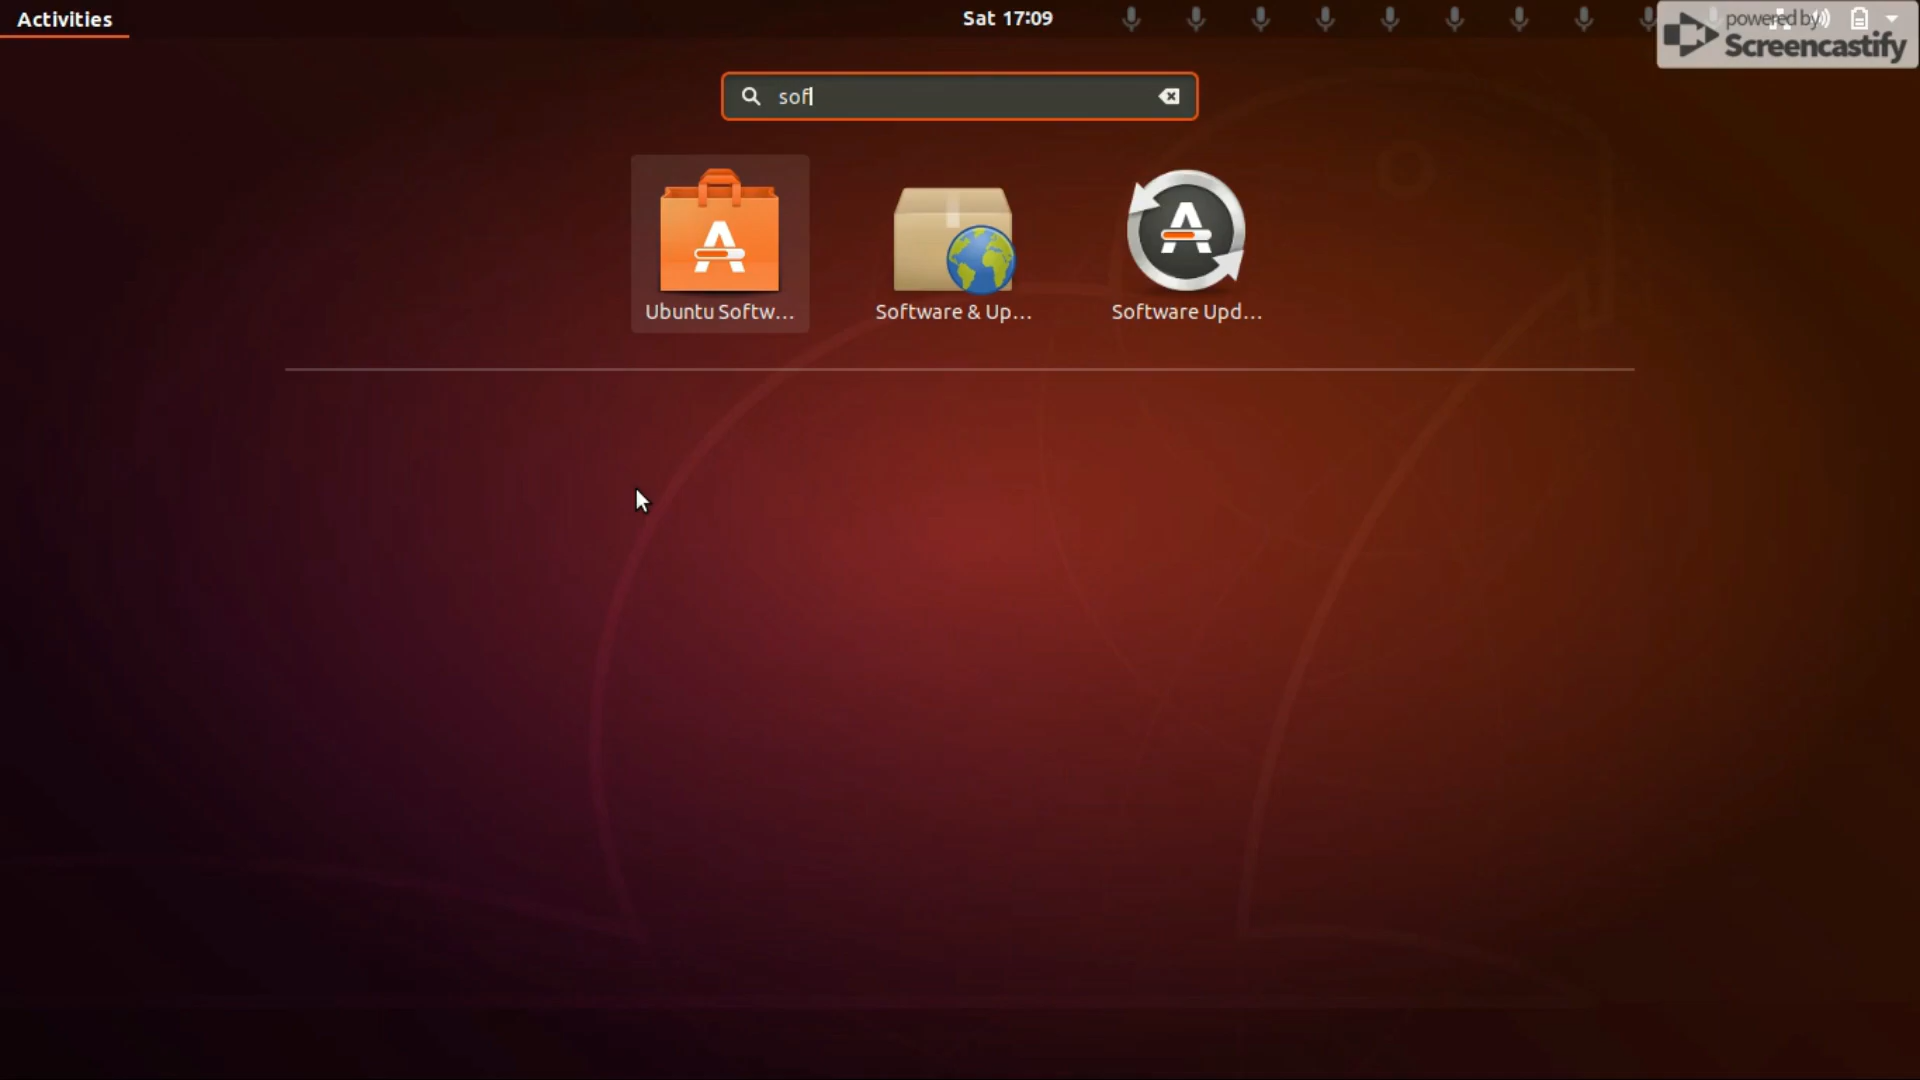 Activities
Sat 17:09
powered by
Screencastify
sof
Ubuntu Softw...
Software & Up...
Software Upd...